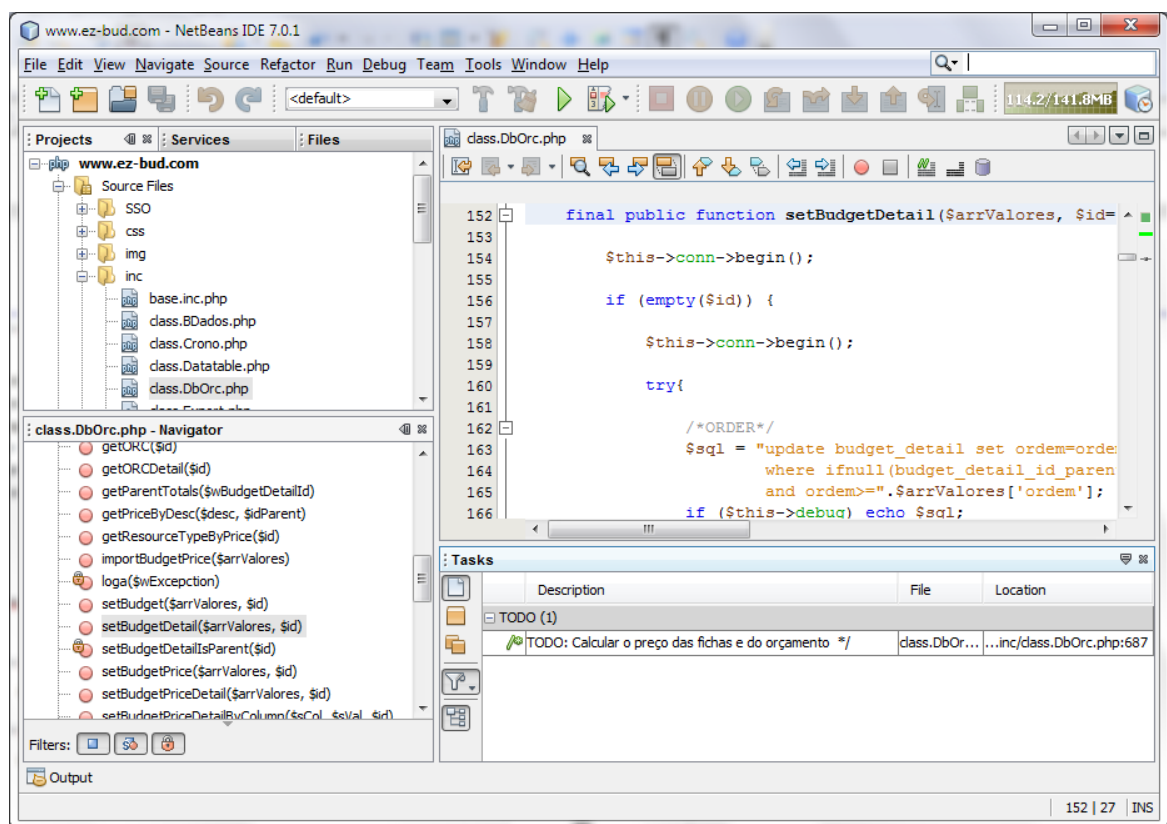 www.ez-bud.com - NetBeans IDE 7.0.1
File Edit View Navigate Source Refactor Run Debug Team Tools Window Help
<default>
114.2/141.8MB
Projects Services Files
www.ez-bud.com
Source Files
SSO
css
img
inc
base.inc.php
class.BDados.php
class.Crono.php
class.Datatable.php
class.DbOrc.php
class.DbOrc.php - Navigator
getORC($id)
getORCDetail($id)
getParentTotals($wBudgetDetailId)
getPriceByDesc($desc, $idParent)
getResourceTypeByPrice($id)
importBudgetPrice($arrValores)
loga($wExcepction)
setBudget($arrValores, $id)
setBudgetDetail($arrValores, $id)
setBudgetDetailIsParent($id)
setBudgetPrice($arrValores, $id)
setBudgetPriceDetail($arrValores, $id)
setBudgetPriceDetailByColumn($sCol, $sVal, $id)
Filters:
Output
class.DbOrc.php
152 final public function setBudgetDetail($arrValores, $id=
153
154 $this->conn->begin();
155
156 if (empty($id)) {
157
158 $this->conn->begin();
159
160 try{
161
162 /*ORDER*/
163 $sql = "update budget_detail set ordem=orde
164 where ifnull(budget_detail_id_paren
165 and ordem>=".$arrValores['ordem'];
166 if ($this->debug) echo $sql;
Tasks
Description File Location
TODO (1)
TODO: Calcular o preço das fichas e do orçamento */ class.DbOr... ...inc/class.DbOrc.php:687
152 | 27 INS